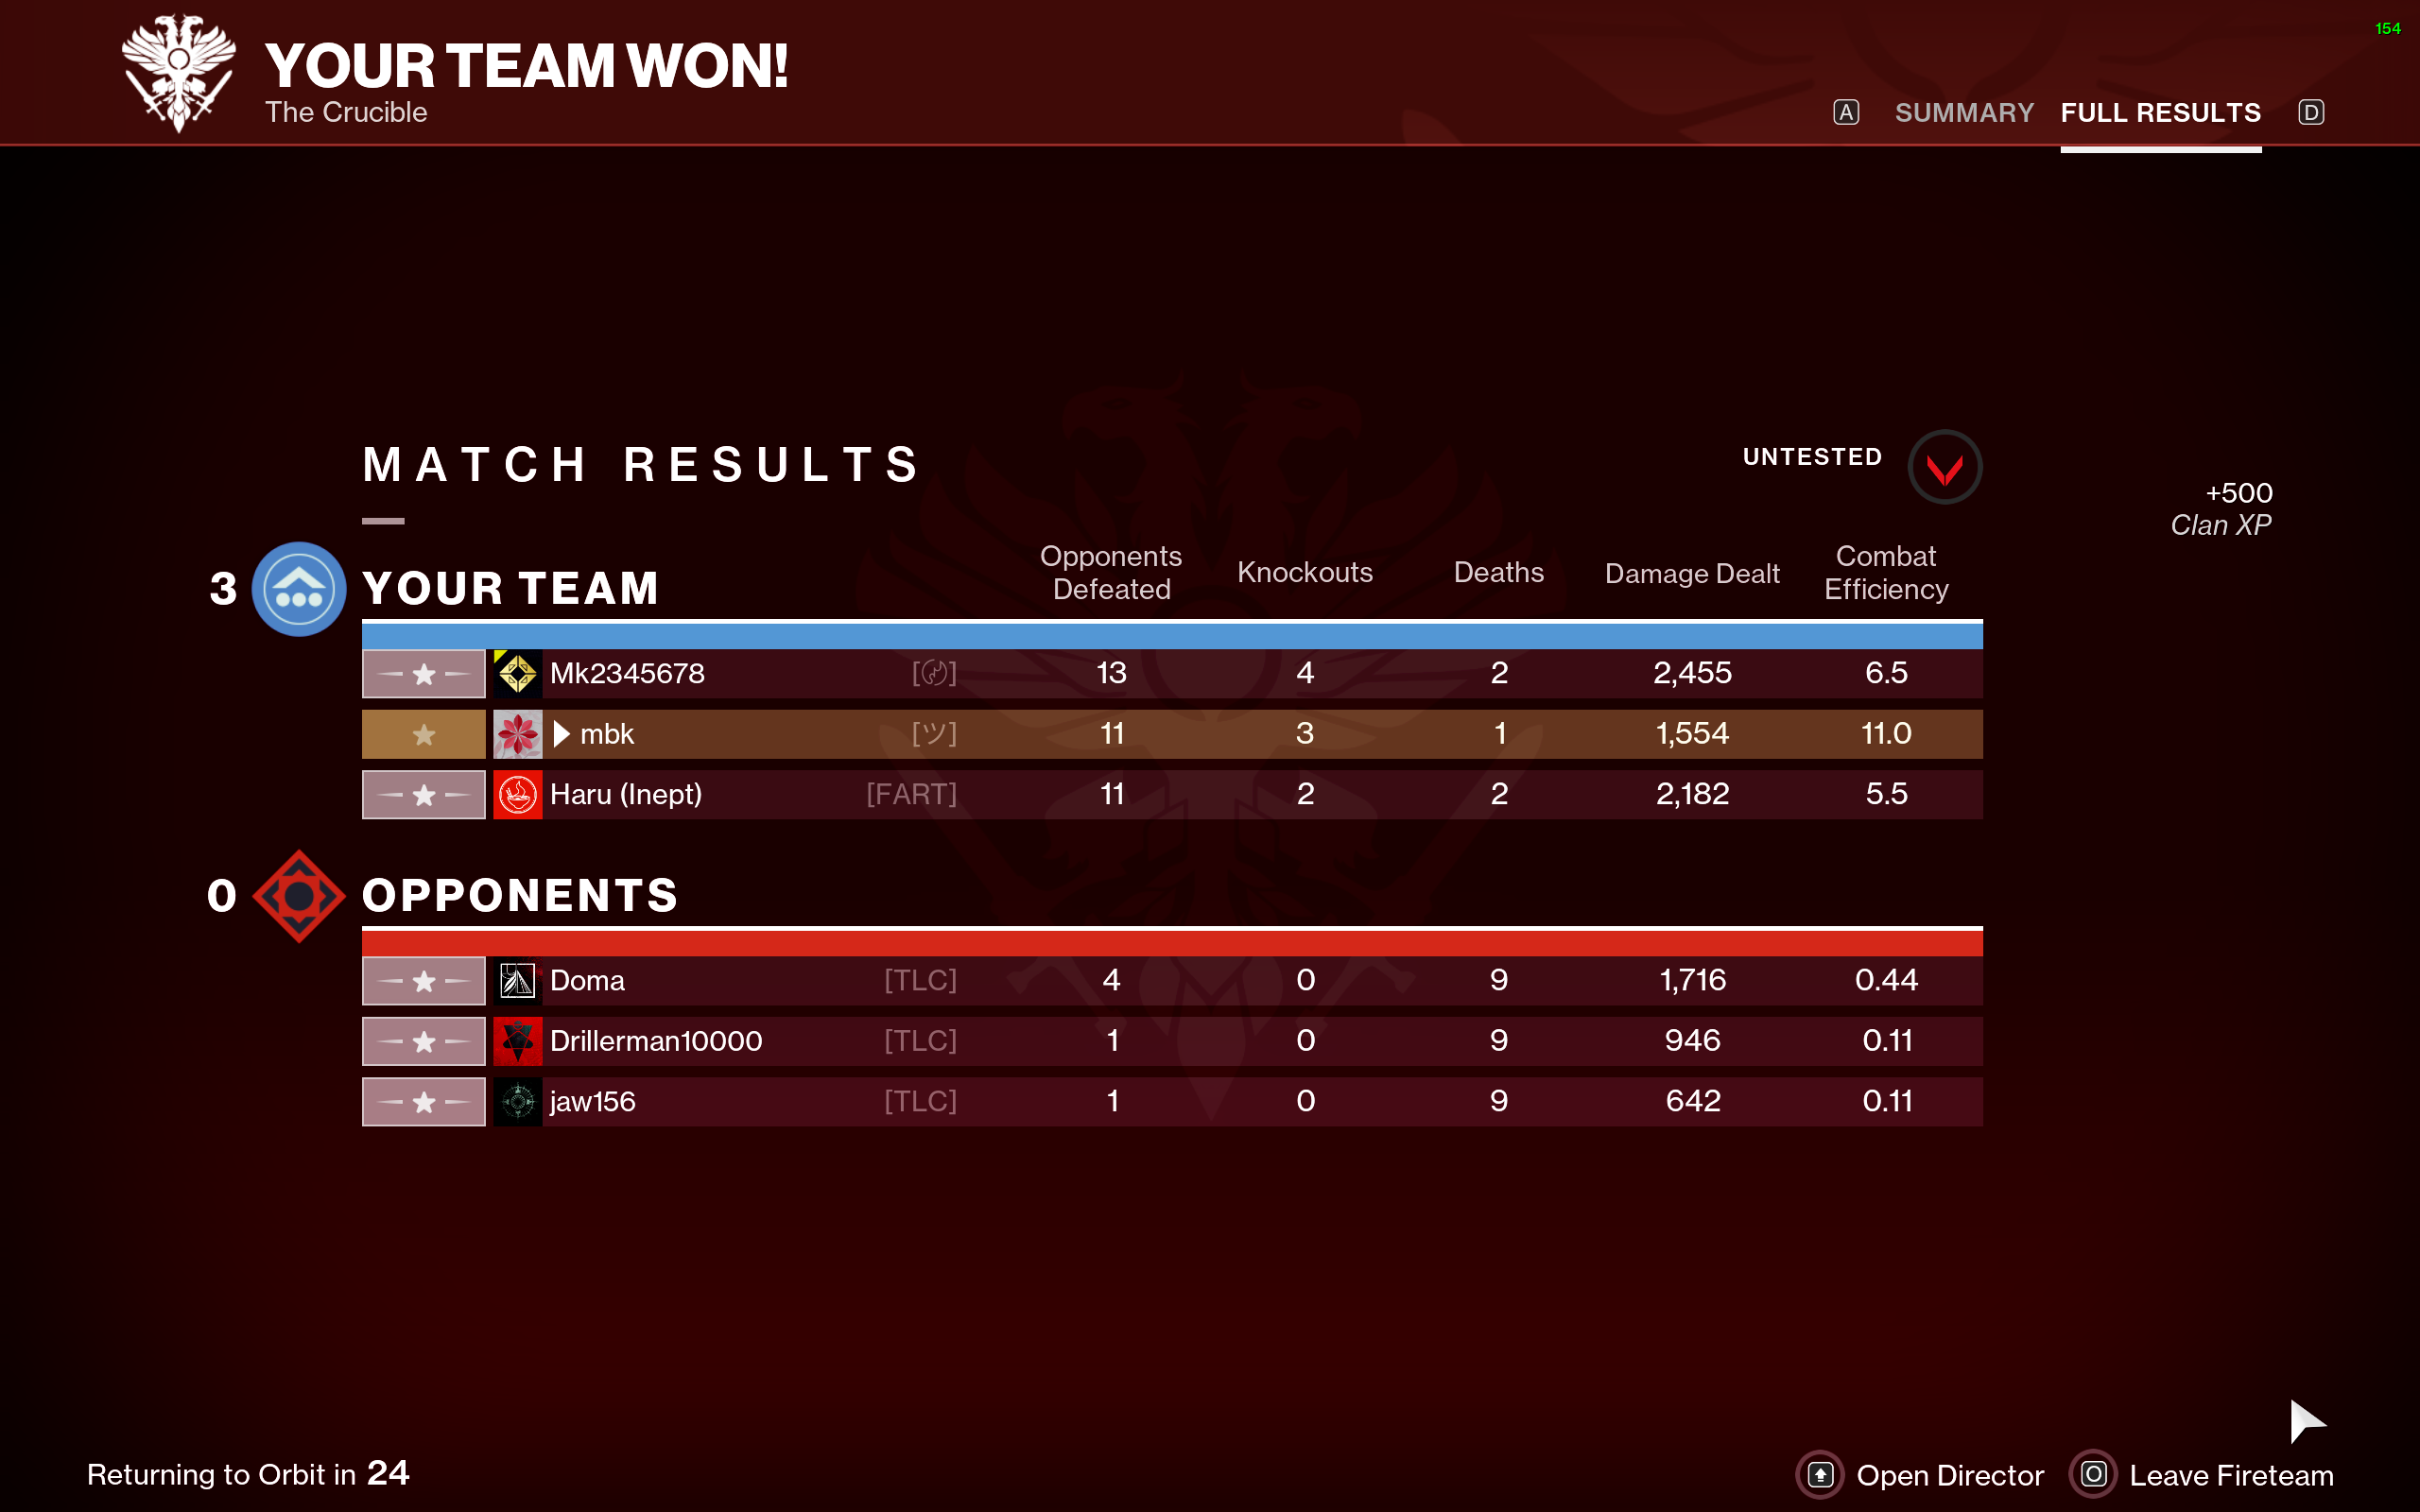 154
YOUR TEAM WON!
The Crucible
A SUMMARY FULL RESULTS D
MATCH RESULTS
UNTESTED
+500
Clan XP
3 YOUR TEAM
Opponents Defeated Knockouts Deaths Damage Dealt Combat Efficiency
Mk2345678 13 4 2 2,455 6.5
mbk [ツ] 11 3 1 1,554 11.0
Haru (Inept) [FART] 11 2 2 2,182 5.5
0 OPPONENTS
Doma [TLC] 4 0 9 1,716 0.44
Drillerman10000 [TLC] 1 0 9 946 0.11
jaw156 [TLC] 1 0 9 642 0.11
Returning to Orbit in 24
Open Director O Leave Fireteam